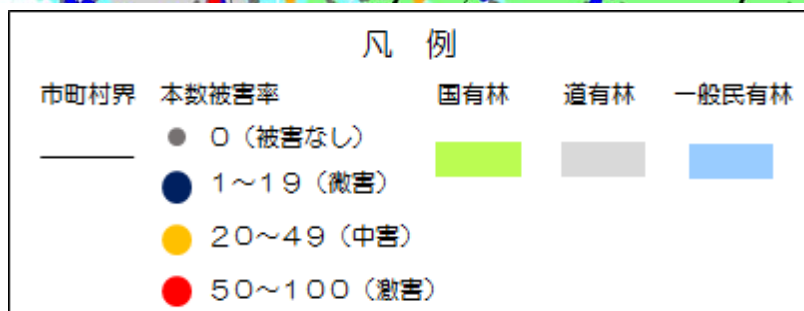 凡　例
市町村界　本数被害率　国有林　道有林　一般民有林
０（被害なし）
１～１９（微害）
２０～４９（中害）
５０～１００（激害）